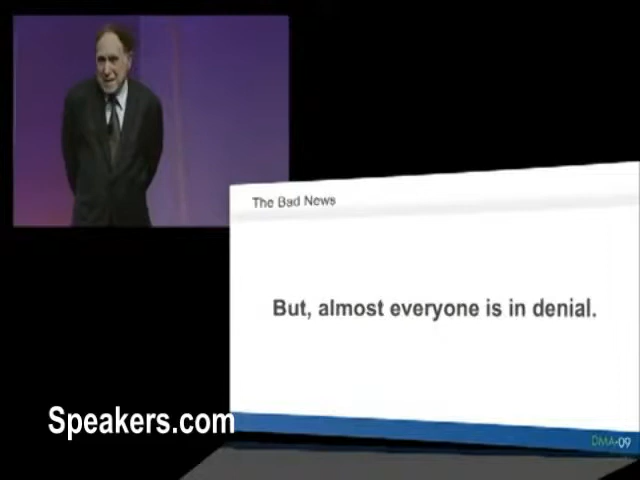 The Bad News
But, almost everyone is in denial.
Speakers.com
DMA•09